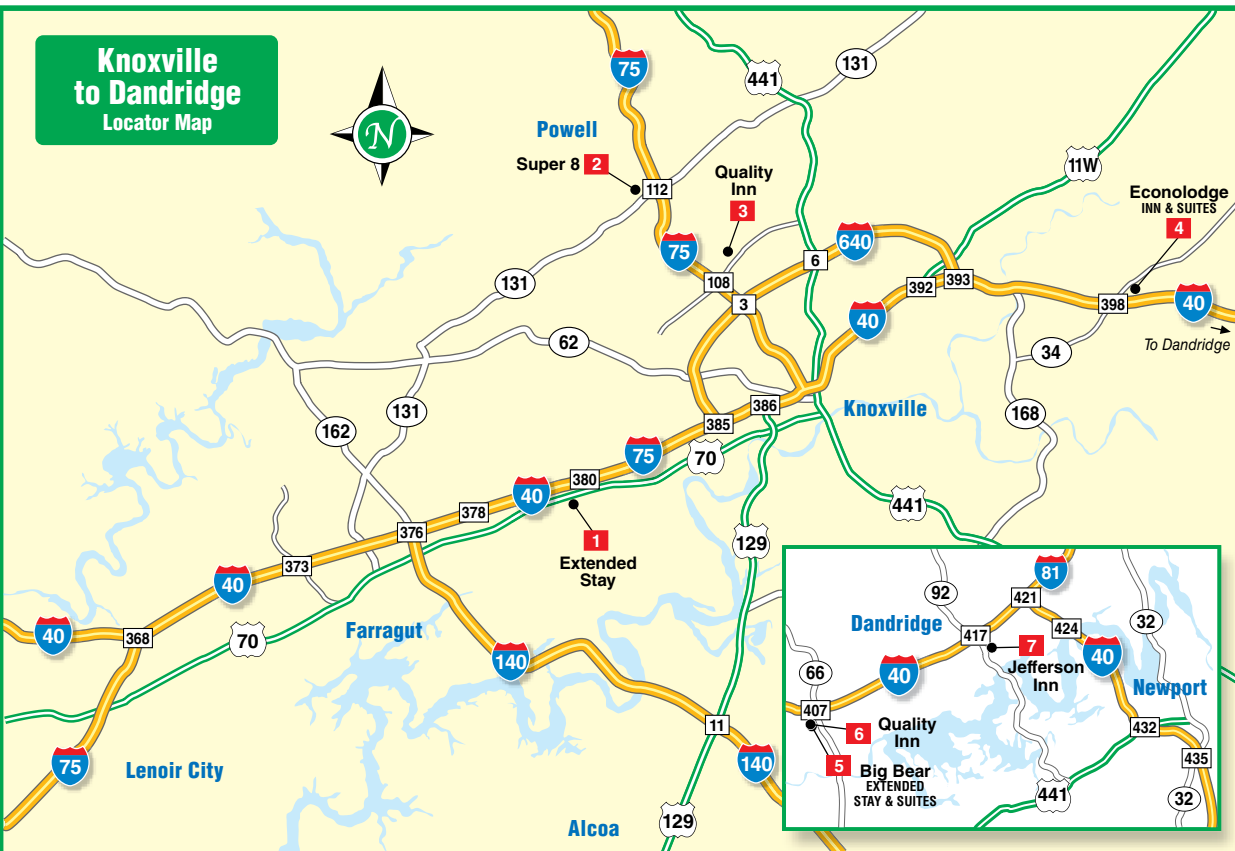 Knoxville
to Dandridge
Locator Map
N
75
441
131
Powell
Super 8 2
112
Quality
Inn
3
11W
Econolodge
INN & SUITES
4
75
640
6
108
3
131
392
393
398
40
40
To Dandridge
62
34
131
162
386
385
Knoxville
168
75
70
380
40
378
376
441
1
Extended
Stay
129
373
40
40
368
70
Farragut
140
11
140
75
Lenoir City
Alcoa
129
81
92
421
Dandridge
417
424
32
7
Jefferson
Inn
40
40
66
Newport
407
6
Quality
Inn
432
5
Big Bear
EXTENDED
STAY & SUITES
435
441
32